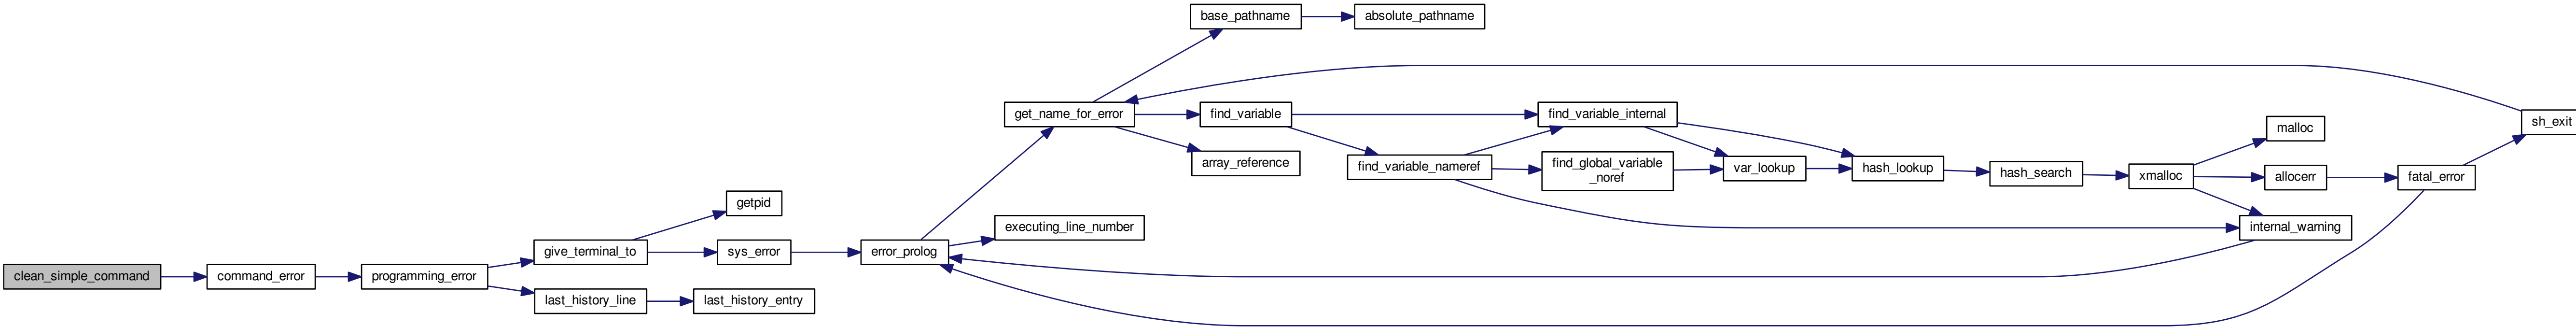 base_pathname
absolute_pathname
get_name_for_error
find_variable
find_variable_internal
malloc
sh_exit
array_reference
find_variable_nameref
find_global_variable
_noref
var_lookup
hash_lookup
hash_search
xmalloc
allocerr
fatal_error
getpid
executing_line_number
internal_warning
give_terminal_to
sys_error
error_prolog
clean_simple_command
command_error
programming_error
last_history_line
last_history_entry